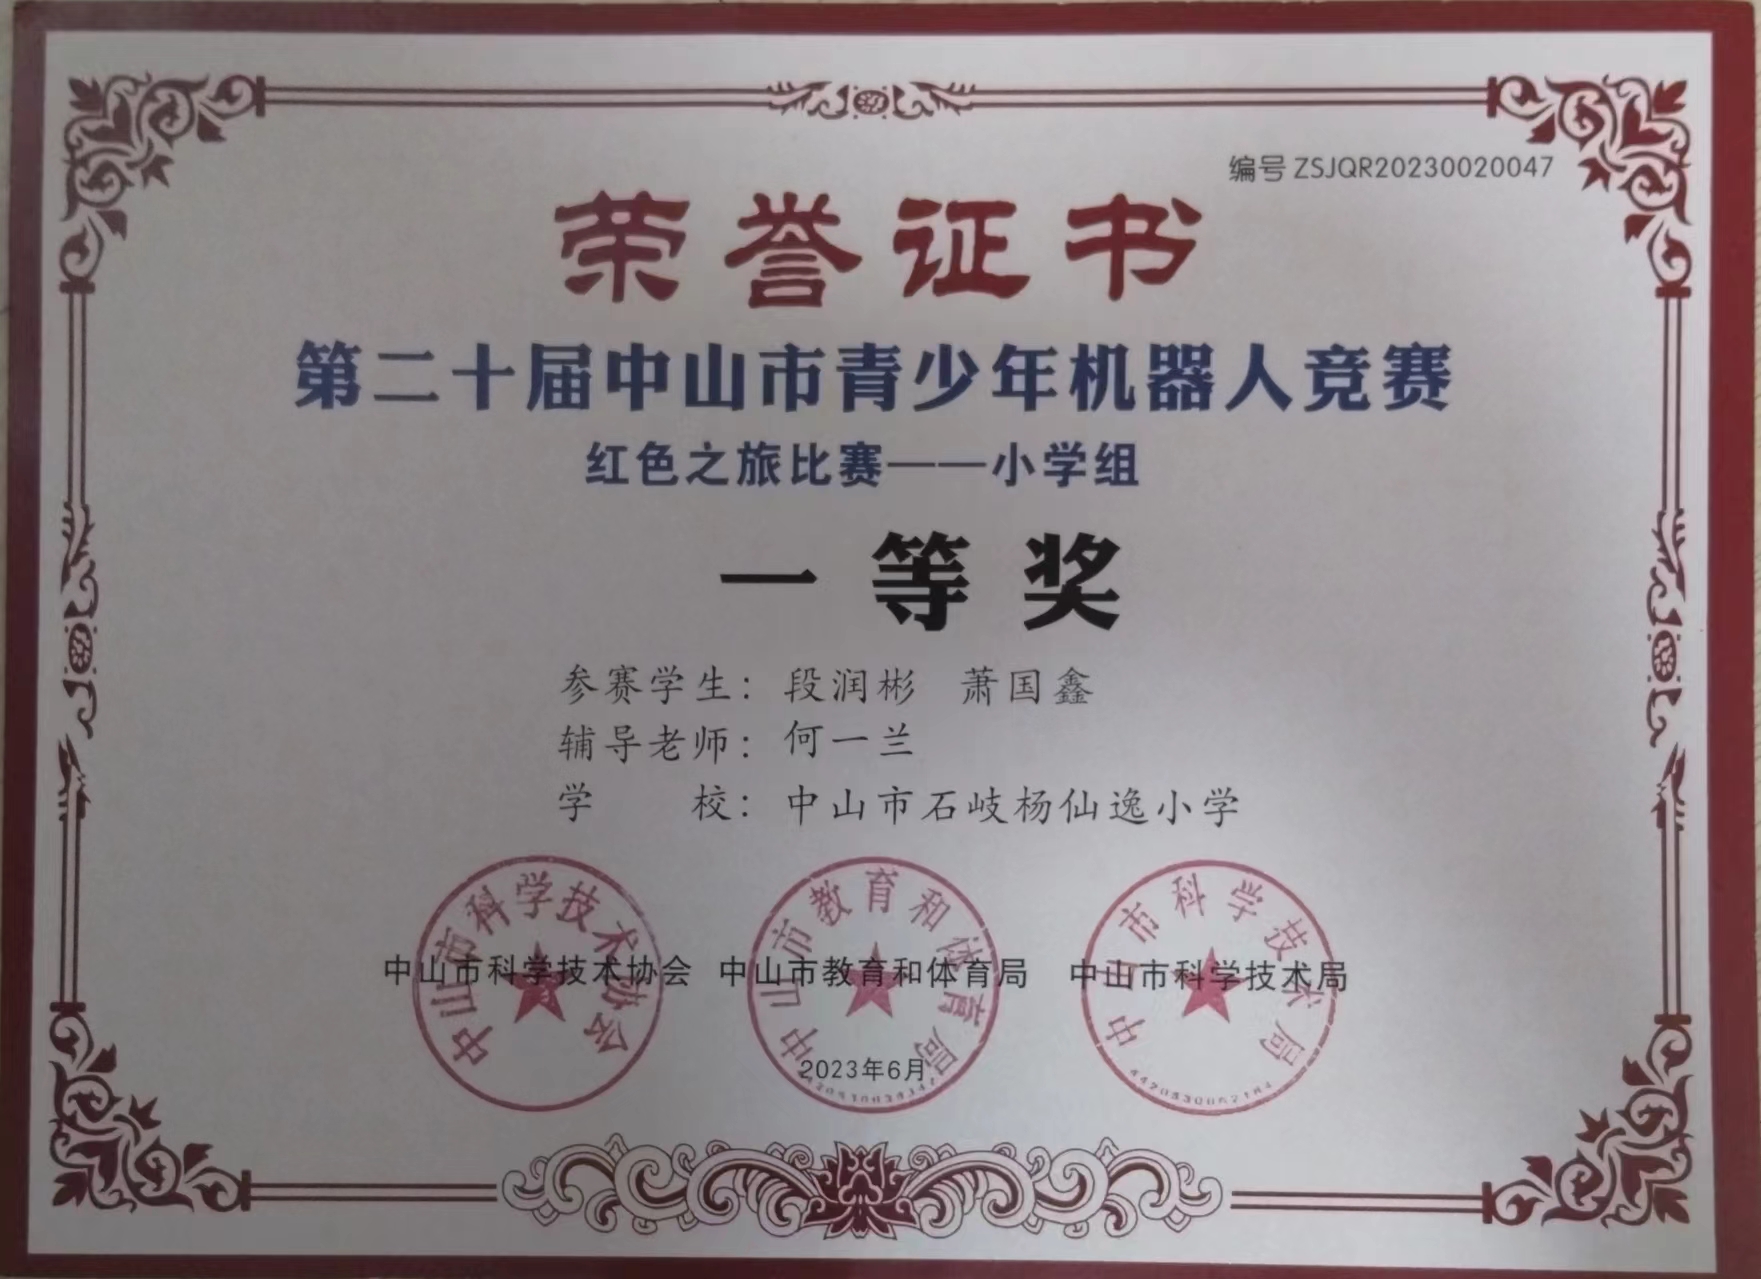 编号 ZSJQR20230020047
荣誉证书
第二十届中山市青少年机器人竞赛
红色之旅比赛——小学组
一等奖
参赛学生：段润彬 萧国鑫
辅导老师：何一兰
学 校：中山市石岐杨仙逸小学
中山市科学技术协会
中山市教育和体育局
中山市科学技术局
中山市科学技术协会 中山市教育和体育局 中山市科学技术局
2023年6月